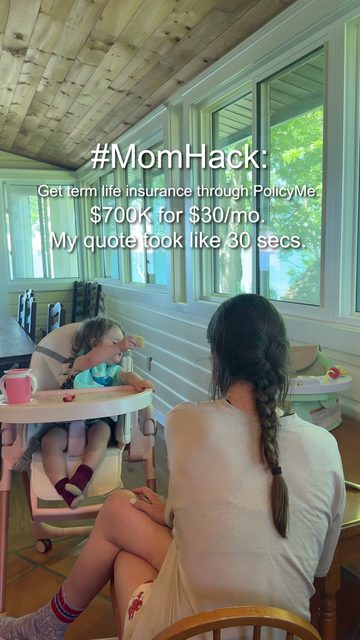 #MomHack:
Get term life insurance through PolicyMe.
$700K for $30/mo.
My quote took like 30 secs.